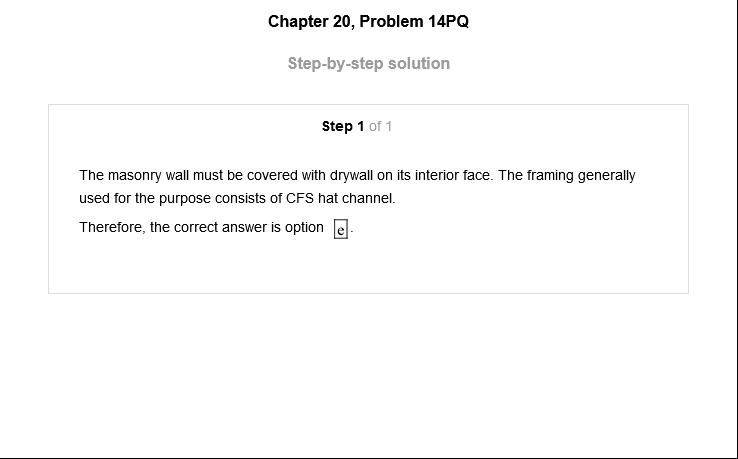 Chapter 20, Problem 14PQ
Step-by-step solution
Step 1 of 1
The masonry wall must be covered with drywall on its interior face. The framing generally
used for the purpose consists of CFS hat channel.
Therefore, the correct answer is option e.